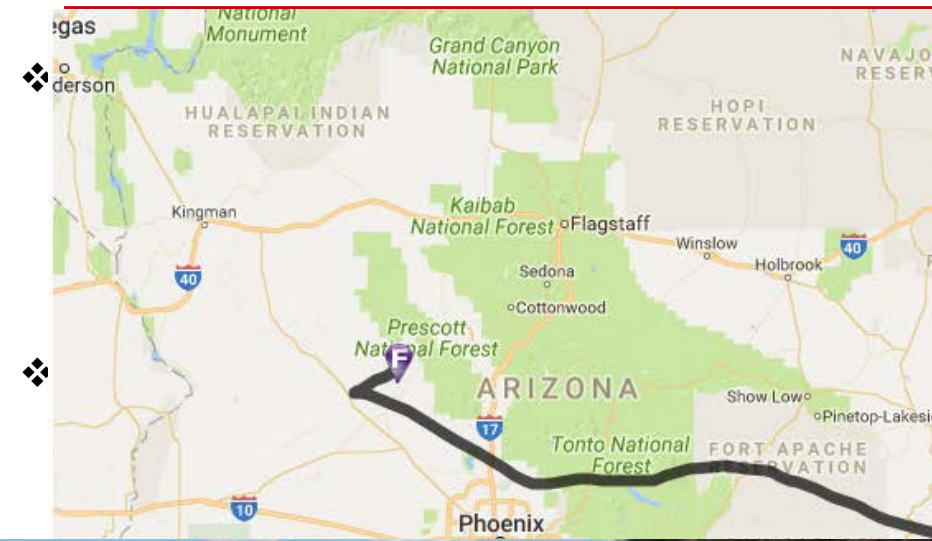 National
Monument
egas
Grand Canyon
National Park
NAVAJO
RESERV
derson
HUALAPAI INDIAN
RESERVATION
HOPI
RESERVATION
Kingman
Kaibab
National Forest
Flagstaff
Winslow
40
Holbrook
40
Sedona
Cottonwood
Prescott
National Forest
F
ARIZONA
Show Low
Pinetop-Lakesi
17
Tonto National
Forest
FORT APACHE
RESERVATION
10
Phoenix